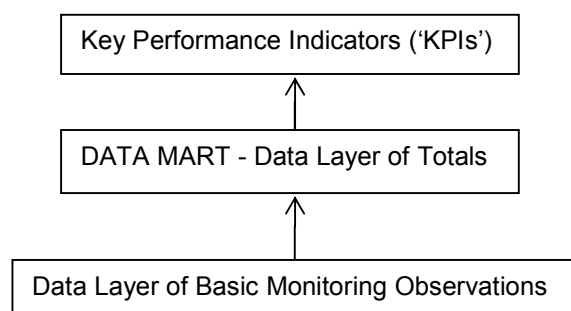 Key Performance Indicators (‘KPIs’)
DATA MART - Data Layer of Totals
Data Layer of Basic Monitoring Observations